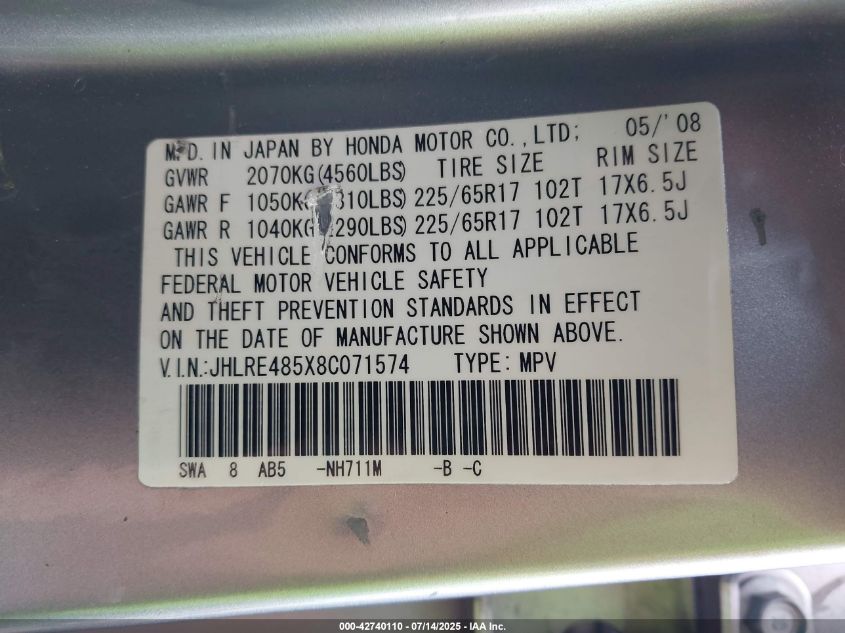 MFD. IN JAPAN BY HONDA MOTOR CO.,LTD; 05/'08
GVWR 2070KG(4560LBS) TIRE SIZE RIM SIZE
GAWR F 225/65R17 102T 17X6.5J
GAWR R 1040KG 225/65R17 102T 17X6.5J
THIS VEHICLE CONFORMS TO ALL APPLICABLE
FEDERAL MOTOR VEHICLE SAFETY
AND THEFT PREVENTION STANDARDS IN EFFECT
ON THE DATE OF MANUFACTURE SHOWN ABOVE.
V.I.N.:JHLRE485X8C071574 TYPE: MPV
SWA 8 AB5 -NH711M -B -C
000-42740110 - 07/14/2025 - IAA Inc.